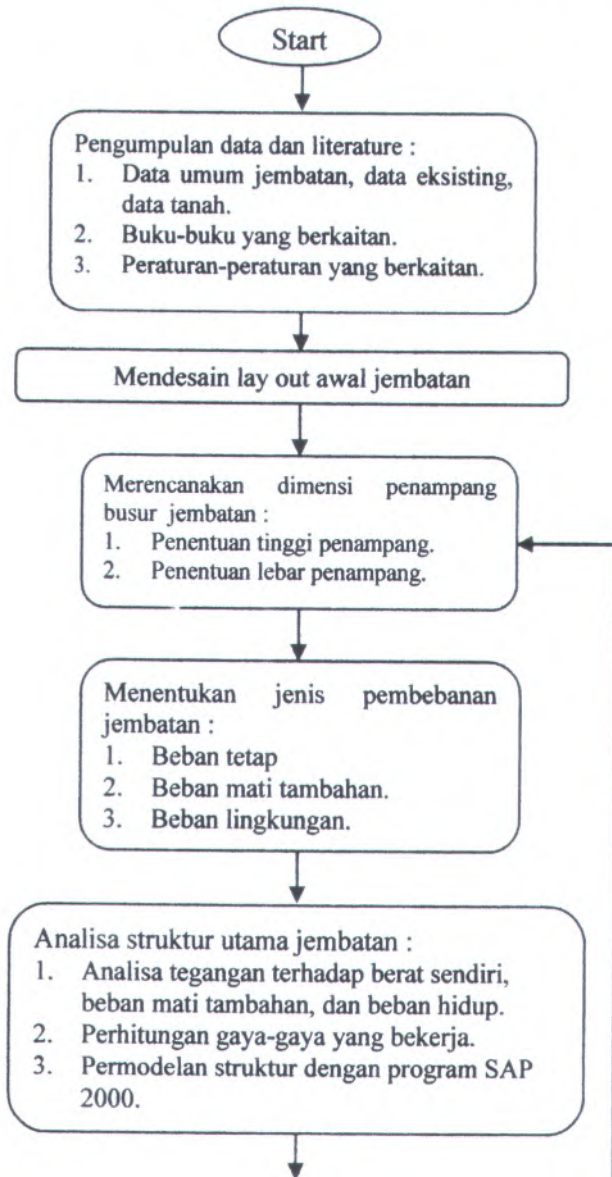 Start
Pengumpulan data dan literature :
1. Data umum jembatan, data eksisting,
data tanah.
2. Buku-buku yang berkaitan.
3. Peraturan-peraturan yang berkaitan.
Mendesain lay out awal jembatan
Merencanakan dimensi penampang
busur jembatan :
1. Penentuan tinggi penampang.
2. Penentuan lebar penampang.
Menentukan jenis pembebanan
jembatan :
1. Beban tetap
2. Beban mati tambahan.
3. Beban lingkungan.
Analisa struktur utama jembatan :
1. Analisa tegangan terhadap berat sendiri,
beban mati tambahan, dan beban hidup.
2. Perhitungan gaya-gaya yang bekerja.
3. Permodelan struktur dengan program SAP
2000.